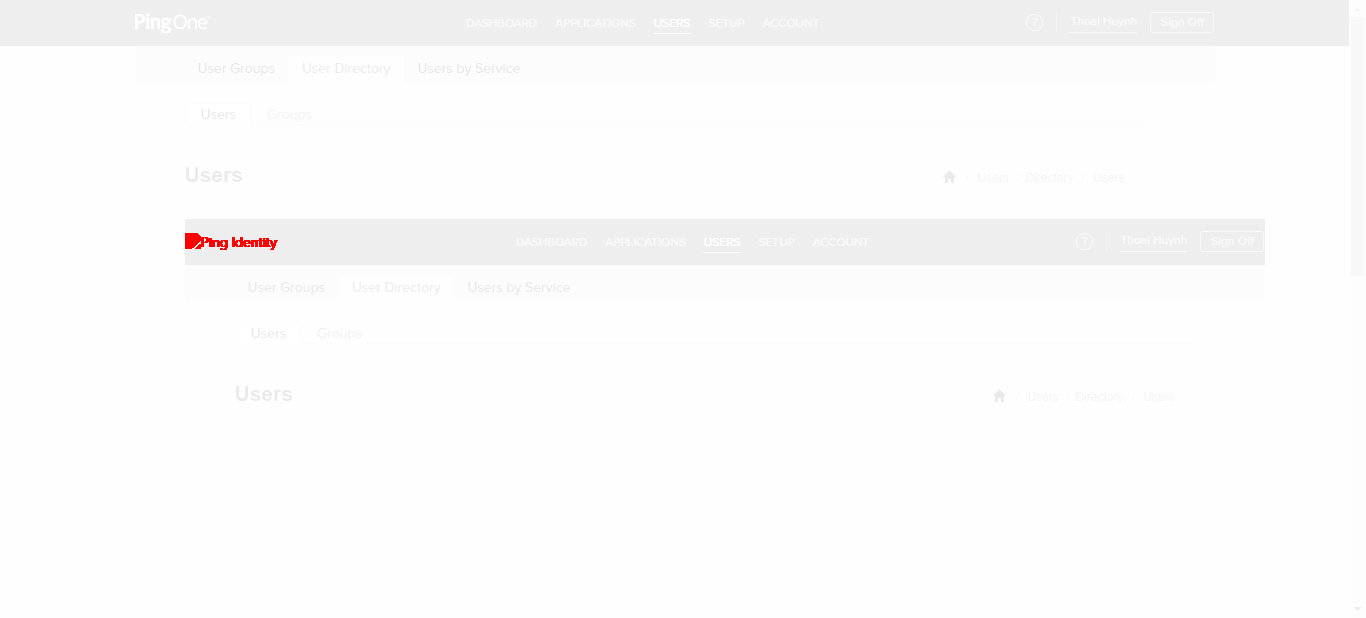 PingOne® DASHBOARD APPLICATIONS USERS SETUP ACCOUNT ? Thoai Huynh Sign Off
User Groups User Directory Users by Service
Users Groups
Users / Users / Directory / Users
Ping Identity DASHBOARD APPLICATIONS USERS SETUP ACCOUNT ? Thoai Huynh Sign Off
User Groups User Directory Users by Service
Users Groups
Users / Users / Directory / Users